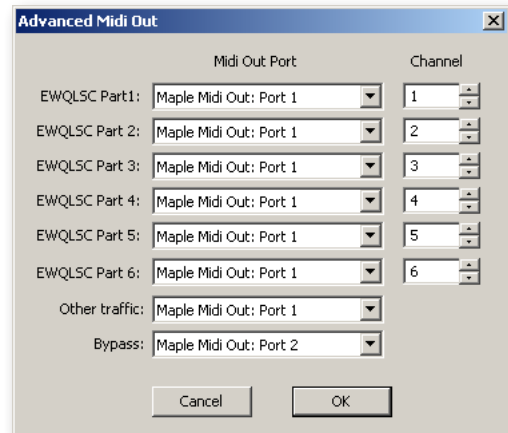 Advanced Midi Out
Midi Out Port Channel
EWQLSC Part1: Maple Midi Out: Port 1 1
EWQLSC Part 2: Maple Midi Out: Port 1 2
EWQLSC Part 3: Maple Midi Out: Port 1 3
EWQLSC Part 4: Maple Midi Out: Port 1 4
EWQLSC Part 5: Maple Midi Out: Port 1 5
EWQLSC Part 6: Maple Midi Out: Port 1 6
Other traffic: Maple Midi Out: Port 1
Bypass: Maple Midi Out: Port 2
Cancel OK